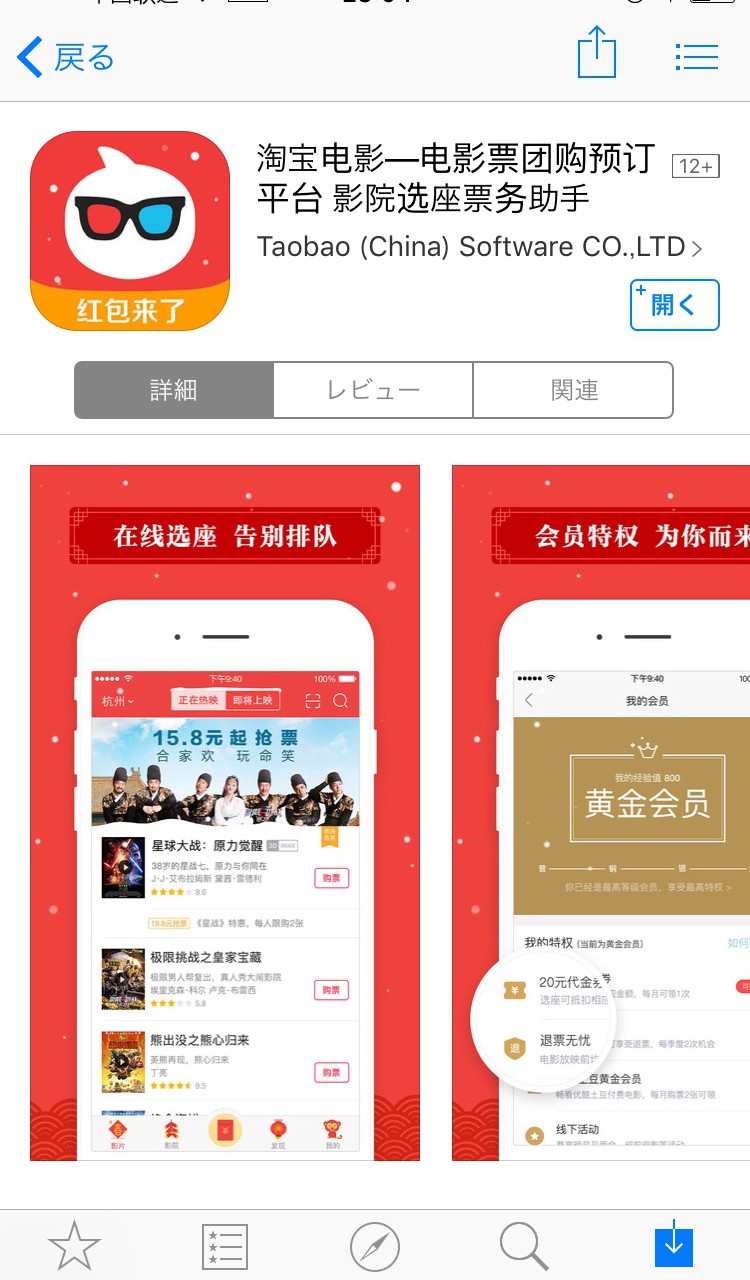 戻る
淘宝电影—电影票团购预订
平台 影院选座票务助手
12+
Taobao (China) Software CO.,LTD
红包来了
開く
詳細
レビュー
関連
在线选座 告别排队
下午9:40
100%
杭州
正在热映
即将上映
15.8元起抢票
合家欢 玩命笑
星球大战：原力觉醒
3D IMAX
38岁的星战七，原力与你同在
J·J·艾布拉姆斯 黛茜·雷德利
8.6
购票
19.8元抢票
《星战》特惠，每人限购2张
极限挑战之皇家宝藏
极限男人帮复出，真人秀大闹影院
埃里克森·科尔 卢克·布雷西
5.8
购票
熊出没之熊心归来
英熊再现，熊心归来
丁亮
9.5
购票
影片
影院
发现
我的
会员特权 为你而来
下午9:40
我的会员
我的经验值 800
黄金会员
普
铜
银
你已经是最高等级会员，享受最高特权 >
我的特权 (当前为黄金会员)
如何
20元代金券
选座可抵扣相应金额，每月可领1次
退
退票无忧
电影放映前
享受退票，每季度2次机会
土豆黄金会员
畅看优酷土豆付费电影，每月购票2张可领
线下活动